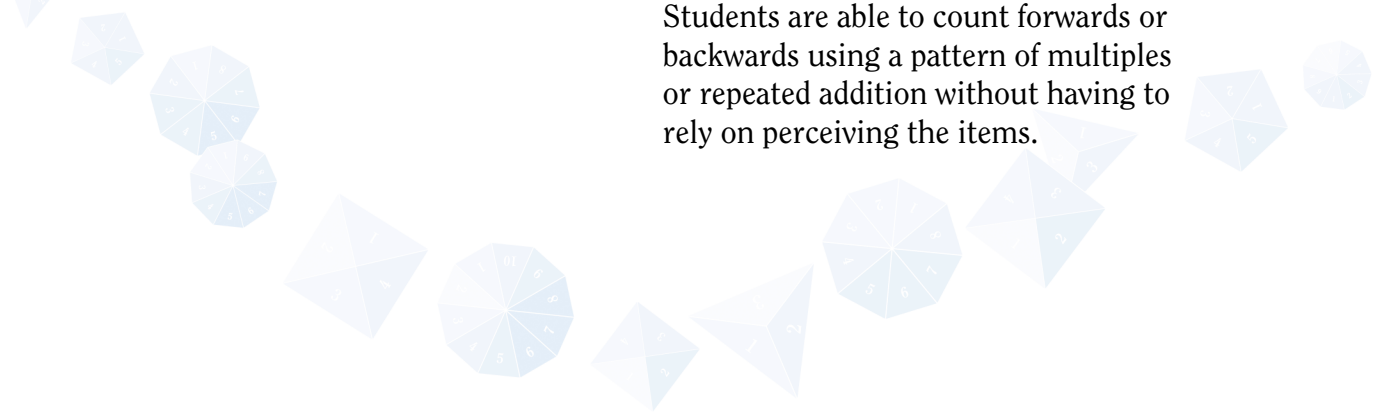 Students are able to count forwards or
backwards using a pattern of multiples
or repeated addition without having to
rely on perceiving the items.